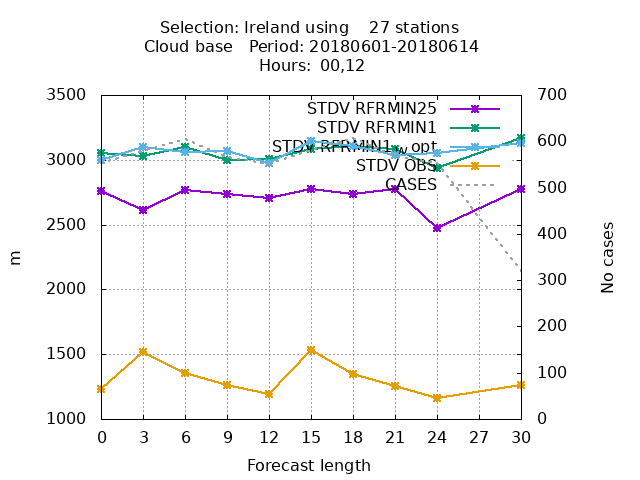 Selection: Ireland using 27 stations
Cloud base Period: 20180601-20180614
Hours: 00,12
3500
3000
2500
2000
1500
1000
m
700
600
500
400
300
200
100
0
No cases
STDV RFRMIN25
STDV RFRMIN1
STDV OBS
CASES
0 3 6 9 12 15 18 21 24 27 30
Forecast length